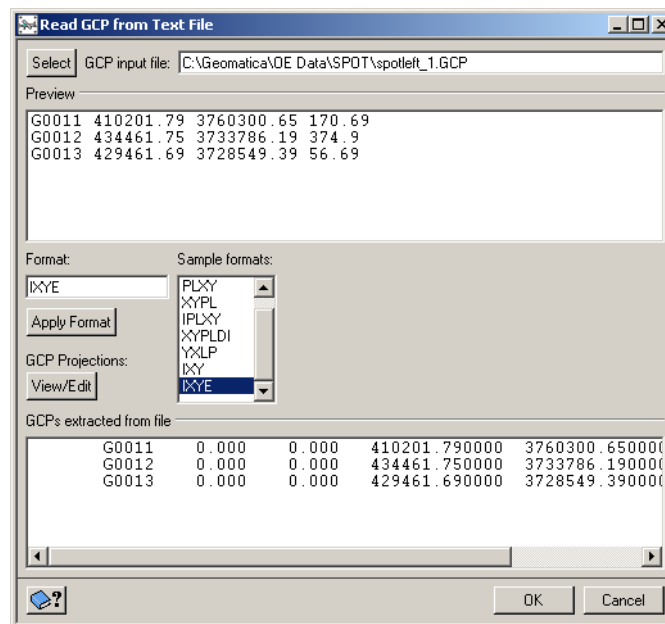 Read GCP from Text File
Select GCP input file: C:\Geomatica\OE Data\SPOT\spotleft_1.GCP
Preview
G0011 410201.79 3760300.65 170.69
G0012 434461.75 3733786.19 374.9
G0013 429461.69 3728549.39 56.69
Format: Sample formats:
IXYE
PLXY
XYPL
IPLXY
XYPLDI
YXLP
IXY
IXYE
Apply Format
GCP Projections:
View/Edit
GCPs extracted from file
G0011 0.000 0.000 410201.790000 3760300.650000
G0012 0.000 0.000 434461.750000 3733786.190000
G0013 0.000 0.000 429461.690000 3728549.390000
?
OK Cancel